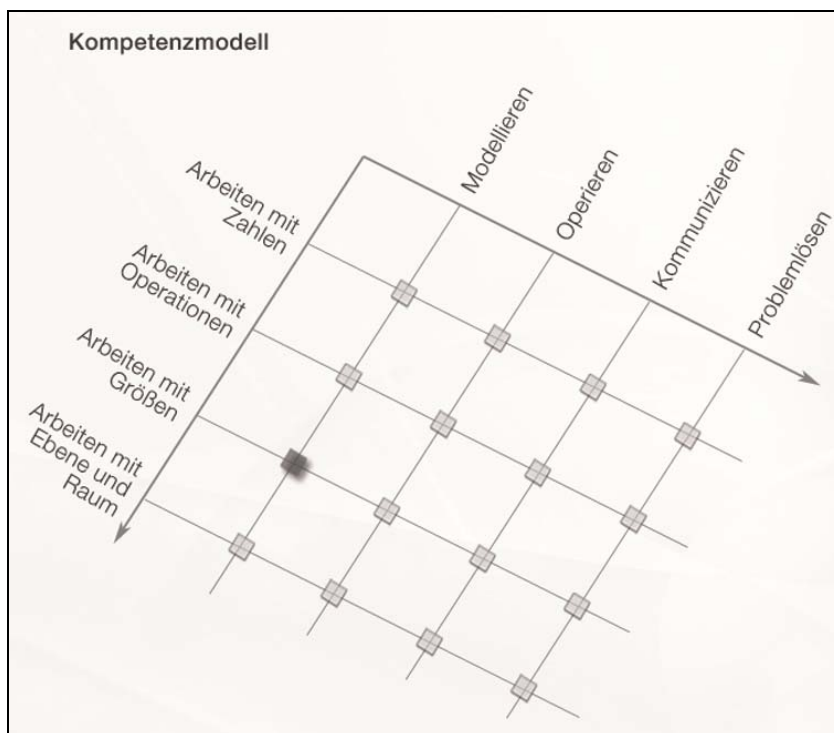 Kompetenzmodell
Modellieren
Operieren
Kommunizieren
Problemlösen
Arbeiten mit
Zahlen
Arbeiten mit
Operationen
Arbeiten mit
Größen
Arbeiten mit
Ebene und
Raum